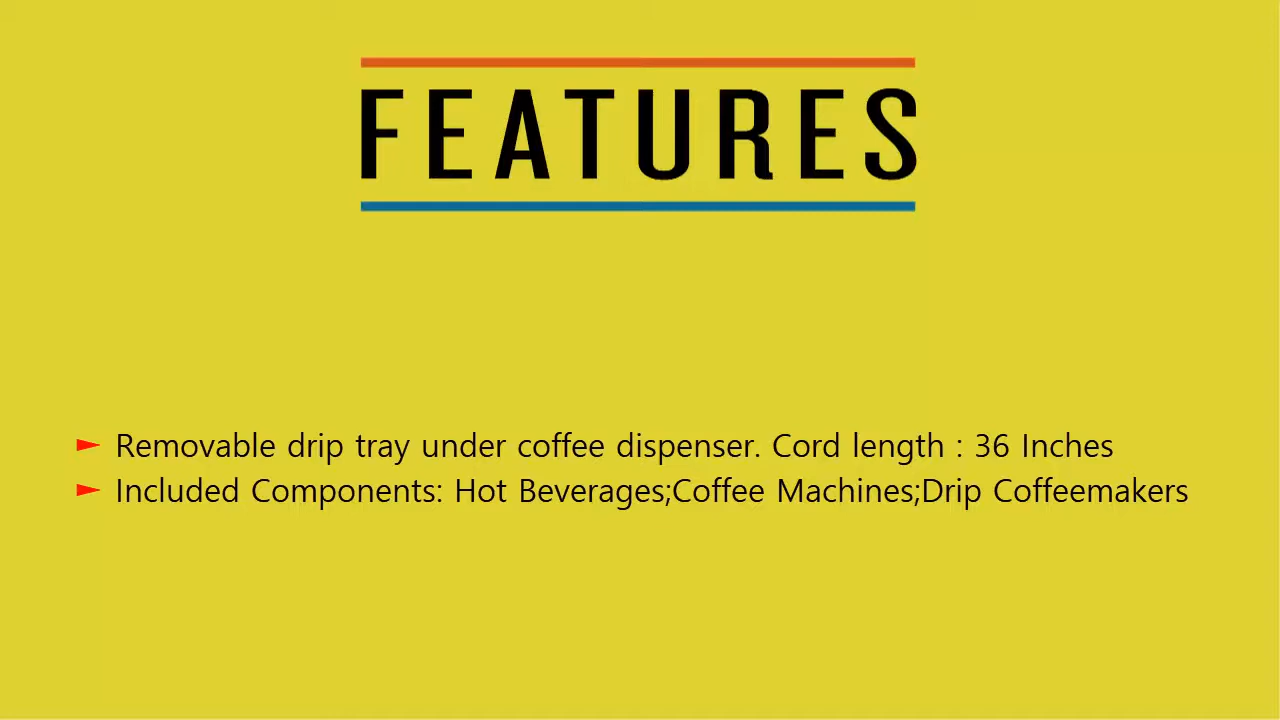 FEATURES
► Removable drip tray under coffee dispenser. Cord length : 36 Inches
► Included Components: Hot Beverages;Coffee Machines;Drip Coffeemakers